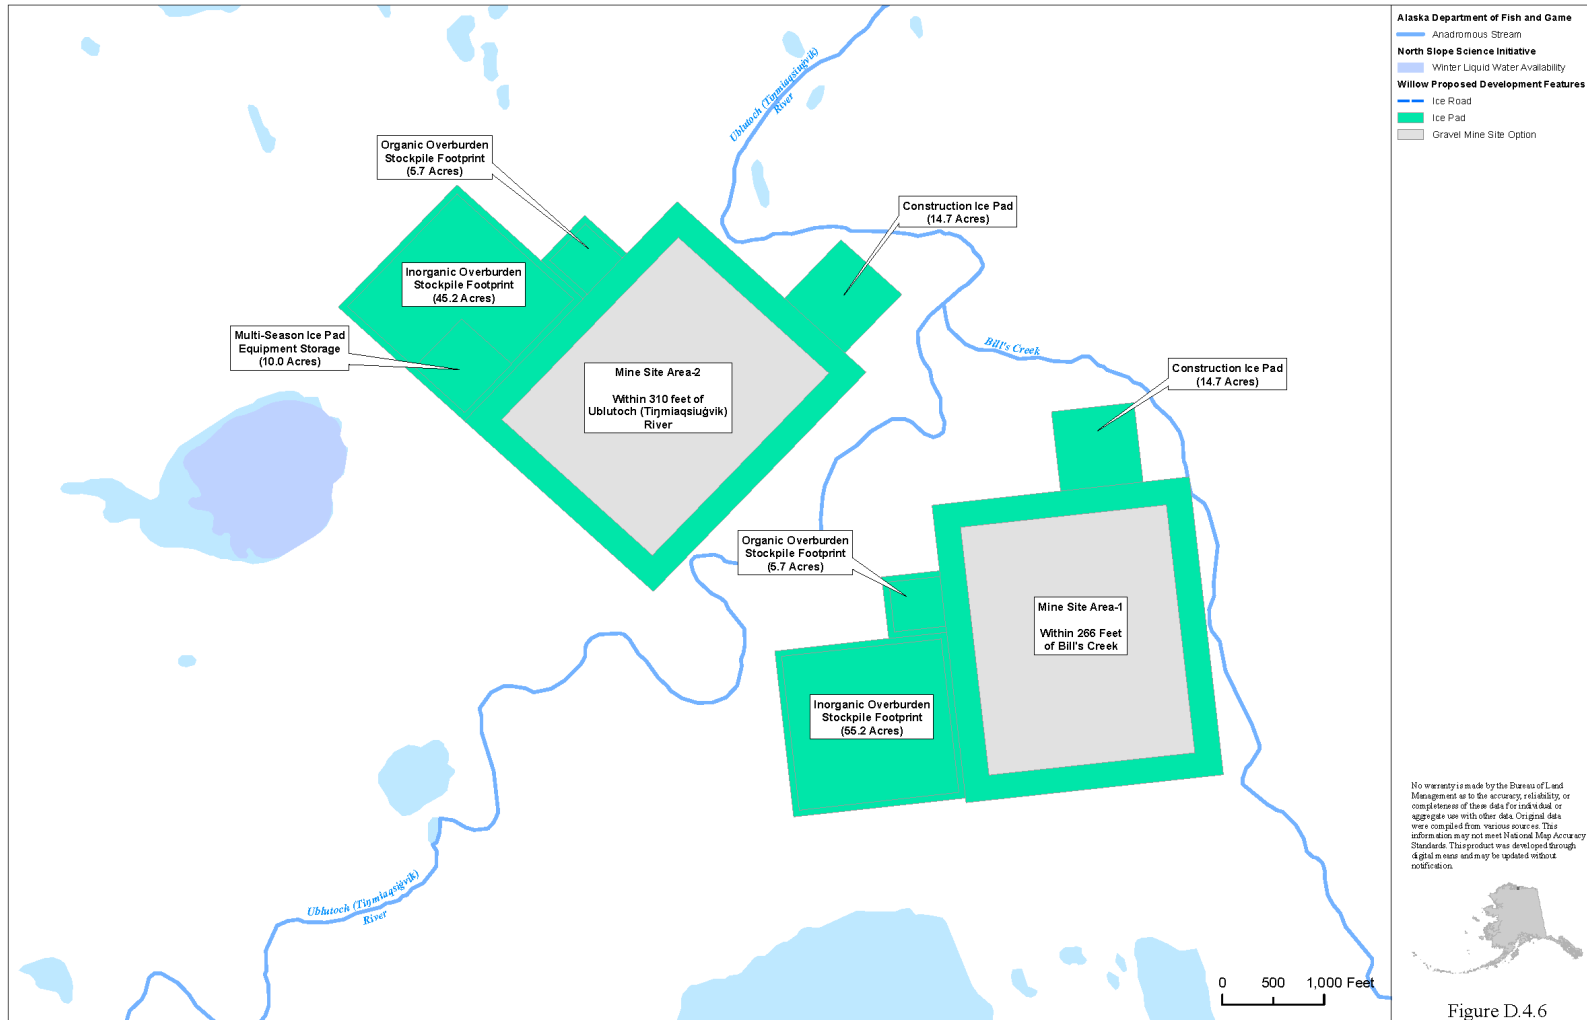 Ublutoch (Tiŋmiaqsiuġvik)
River
Organic Overburden
Stockpile Footprint
(5.7 Acres)
Construction Ice Pad
(14.7 Acres)
Inorganic Overburden
Stockpile Footprint
(45.2 Acres)
Multi-Season Ice Pad
Equipment Storage
(10.0 Acres)
Bill's Creek
Mine Site Area-2
Within 310 feet of
Ublutoch (Tiŋmiaqsiuġvik)
River
Construction Ice Pad
(14.7 Acres)
Organic Overburden
Stockpile Footprint
(5.7 Acres)
Mine Site Area-1
Within 266 Feet
of Bill's Creek
Inorganic Overburden
Stockpile Footprint
(55.2 Acres)
Ublutoch (Tiŋmiaqsiġvik)
River
0 500 1,000 Feet
Alaska Department of Fish and Game
Anadromous Stream
North Slope Science Initiative
Winter Liquid Water Availability
Willow Proposed Development Features
Ice Road
Ice Pad
Gravel Mine Site Option
No warranty is made by the Bureau of Land
Management as to the accuracy, reliability, or
completeness of these data for individual or
aggregate use with other data. Original data
were compiled from various sources. This
information may not meet National Map Accuracy
Standards. This product was developed through
digital means and may be updated without
notification.
Figure D.4.6